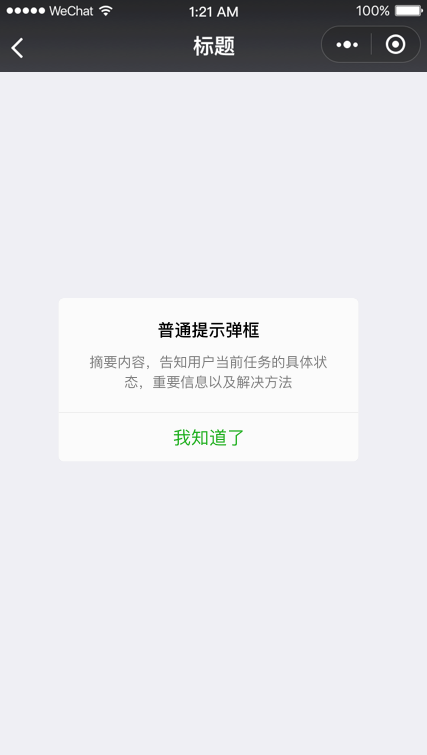 WeChat 1:21 AM 100%
标题
普通提示弹框
摘要内容，告知用户当前任务的具体状
态，重要信息以及解决方法
我知道了